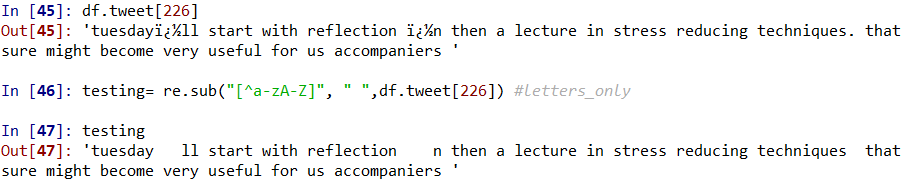 In [45]: df.tweet[226]
Out[45]: 'tuesdayï¿½ll start with reflection ï¿½n then a lecture in stress reducing techniques. that
sure might become very useful for us accompaniers '
In [46]: testing= re.sub("[^a-zA-Z]", " ",df.tweet[226]) #letters_only
In [47]: testing
Out[47]: 'tuesday   ll start with reflection    n then a lecture in stress reducing techniques  that
sure might become very useful for us accompaniers '